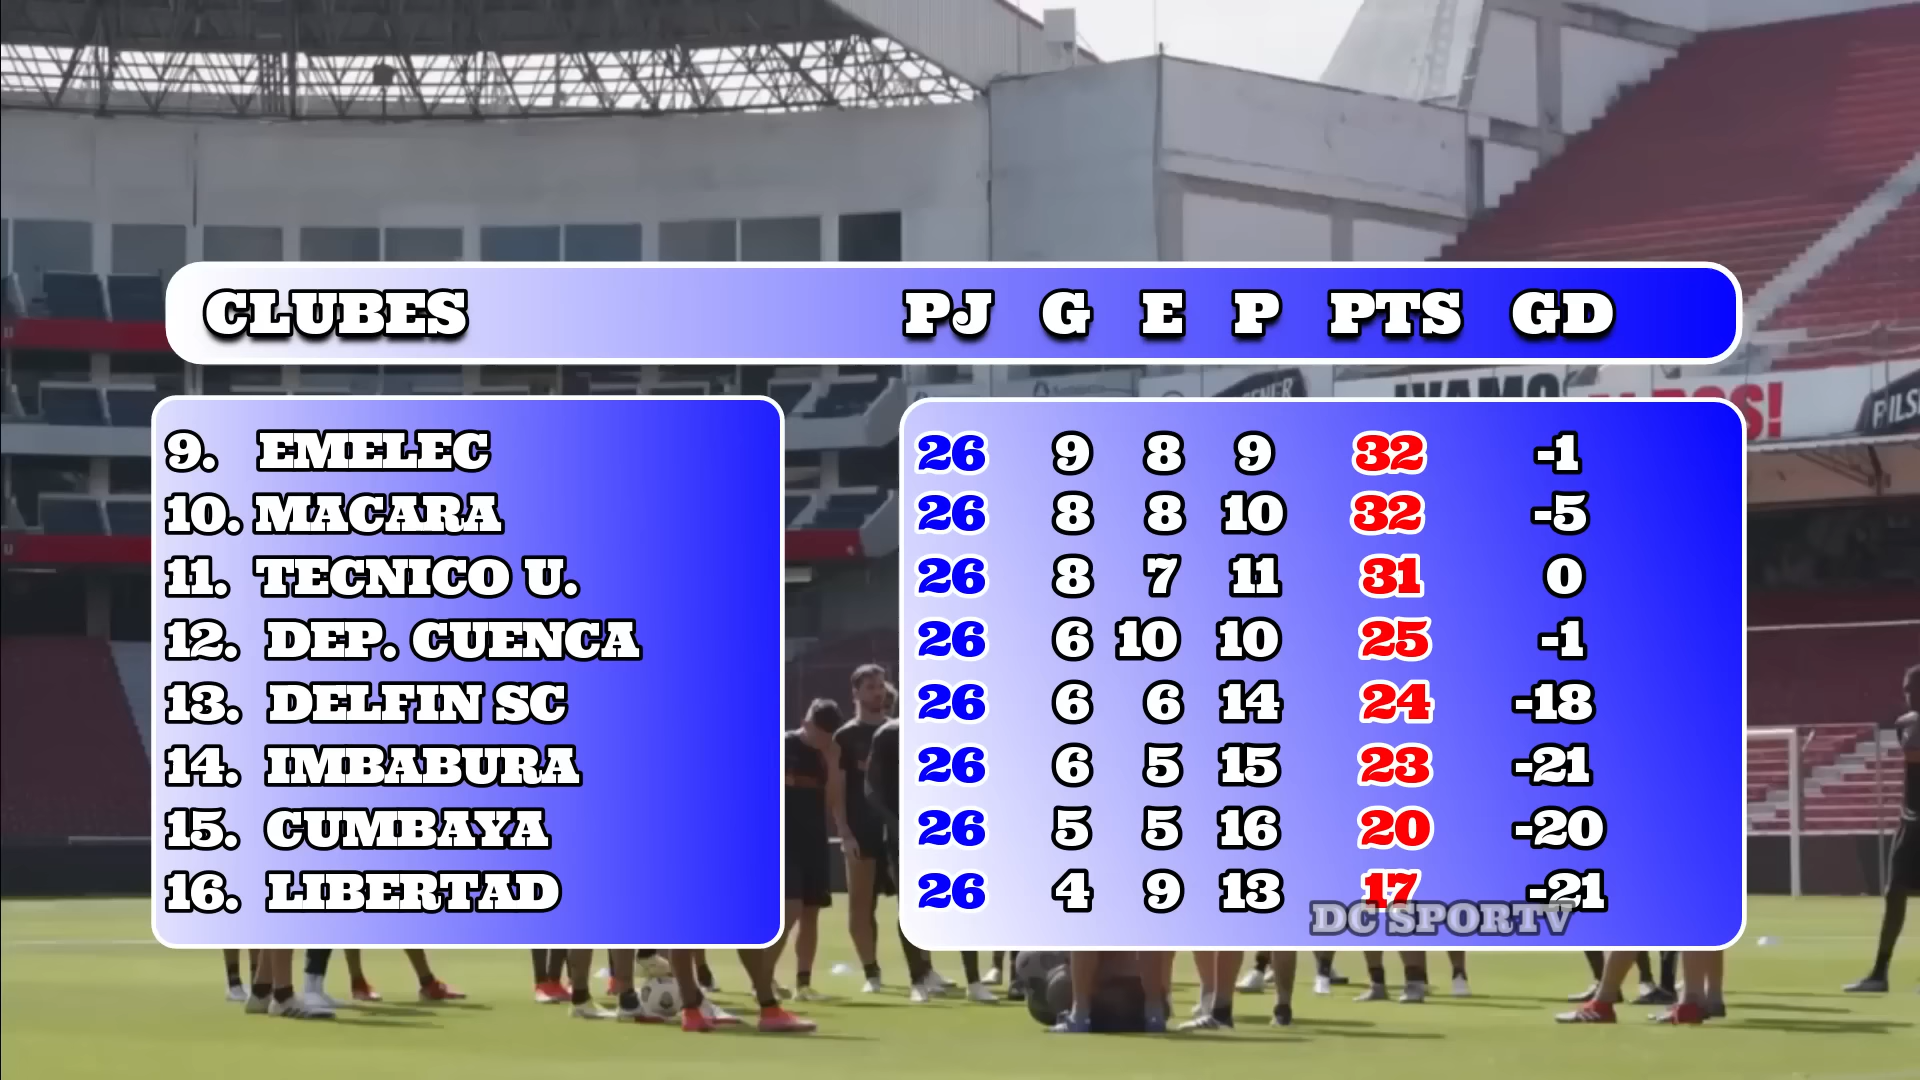 CLUBES PJ G E P PTS GD
9. EMELEC 26 9 8 9 32 -1
10. MACARA 26 8 8 10 32 -5
11. TECNICO U. 26 8 7 11 31 0
12. DEP. CUENCA 26 6 10 10 25 -1
13. DELFIN SC 26 6 6 14 24 -18
14. IMBABURA 26 6 5 15 23 -21
15. CUMBAYA 26 5 5 16 20 -20
16. LIBERTAD 26 4 9 13 17 -21
DC SPORTV